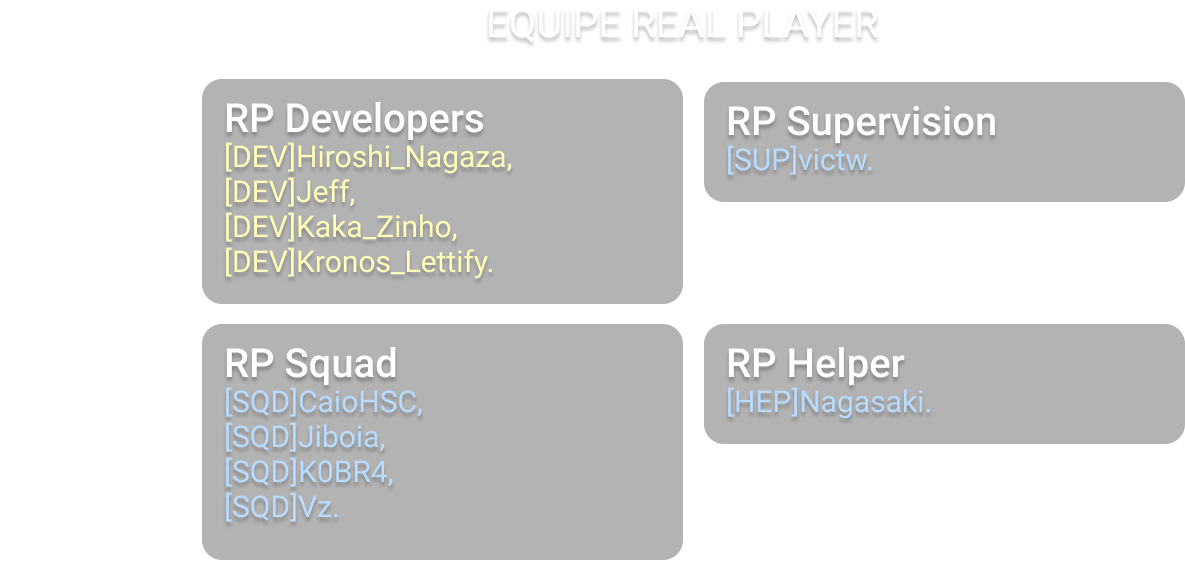 EQUIPE REAL PLAYER
RP Developers
[DEV]Hiroshi_Nagaza,
[DEV]Jeff,
[DEV]Kaka_Zinho,
[DEV]Kronos_Lettify.
RP Supervision
[SUP]victw.
RP Squad
[SQD]CaioHSC,
[SQD]Jiboia,
[SQD]K0BR4,
[SQD]Vz.
RP Helper
[HEP]Nagasaki.